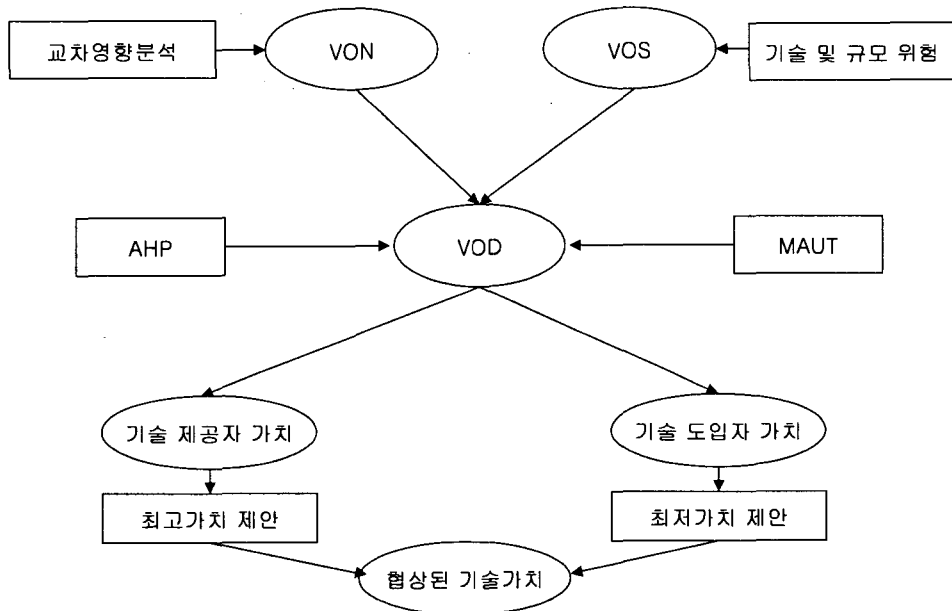 교차영향분석
VON
VOS
기술 및 규모 위험
AHP
VOD
MAUT
기술 제공자 가치
기술 도입자 가치
최고가치 제안
최저가치 제안
협상된 기술가치